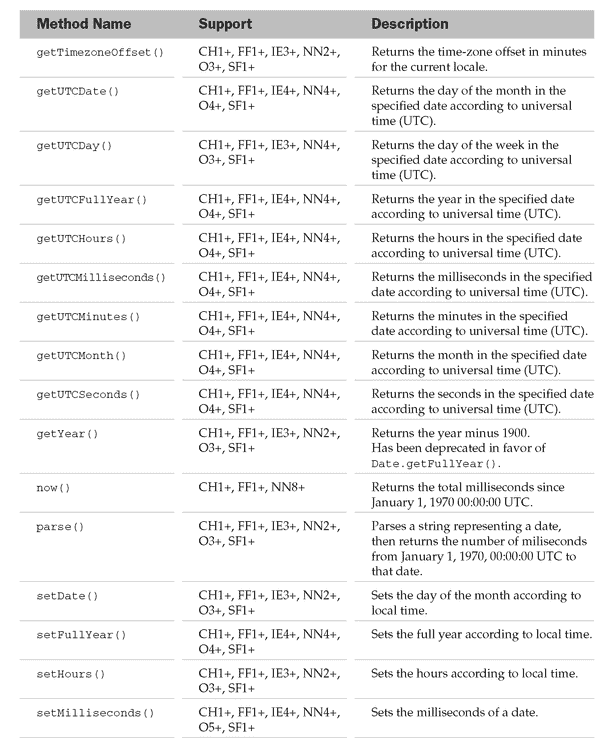 Method Name Support Description
getTimezoneOffset() CH1+, FF1+, IE3+, NN2+, Returns the time-zone offset in minutes
O3+, SF1+ for the current locale.
getUTCDate() CH1+, FF1+, IE4+, NN4+, Returns the day of the month in the
O4+, SF1+ specified date according to universal
time (UTC).
getUTCDay() CH1+, FF1+, IE3+, NN4+, Returns the day of the week in the
O3+, SF1+ specified date according to universal
time (UTC).
getUTCFullYear() CH1+, FF1+, IE4+, NN4+, Returns the year in the specified date
O4+, SF1+ according to universal time (UTC).
getUTCHours() CH1+, FF1+, IE4+, NN4+, Returns the hours in the specified date
O4+, SF1+ according to universal time (UTC).
getUTCMilliseconds() CH1+, FF1+, IE4+, NN4+, Returns the milliseconds in the specified
O4+, SF1+ date according to universal time (UTC).
getUTCMinutes() CH1+, FF1+, IE4+, NN4+, Returns the minutes in the specified
O4+, SF1+ date according to universal time (UTC).
getUTCMonth() CH1+, FF1+, IE4+, NN4+, Returns the month in the specified date
O4+, SF1+ according to universal time (UTC).
getUTCSeconds() CH1+, FF1+, IE4+, NN4+, Returns the seconds in the specified date
O4+, SF1+ according to universal time (UTC).
getYear() CH1+, FF1+, IE3+, NN2+, Returns the year minus 1900.
O3+, SF1+ Has been deprecated in favor of
Date.getFullYear().
now() CH1+, FF1+, NN8+ Returns the total milliseconds since
January 1, 1970 00:00:00 UTC.
parse() CH1+, FF1+, IE3+, NN2+, Parses a string representing a date,
O3+, SF1+ then returns the number of miliseconds
from January 1, 1970, 00:00:00 UTC to
that date.
setDate() CH1+, FF1+, IE3+, NN2+, Sets the day of the month according to
O3+, SF1+ local time.
setFullYear() CH1+, FF1+, IE4+, NN4+, Sets the full year according to local time.
O4+, SF1+
setHours() CH1+, FF1+, IE3+, NN2+, Sets the hours according to local time.
O3+, SF1+
setMilliseconds() CH1+, FF1+, IE4+, NN4+, Sets the milliseconds of a date.
O5+, SF1+